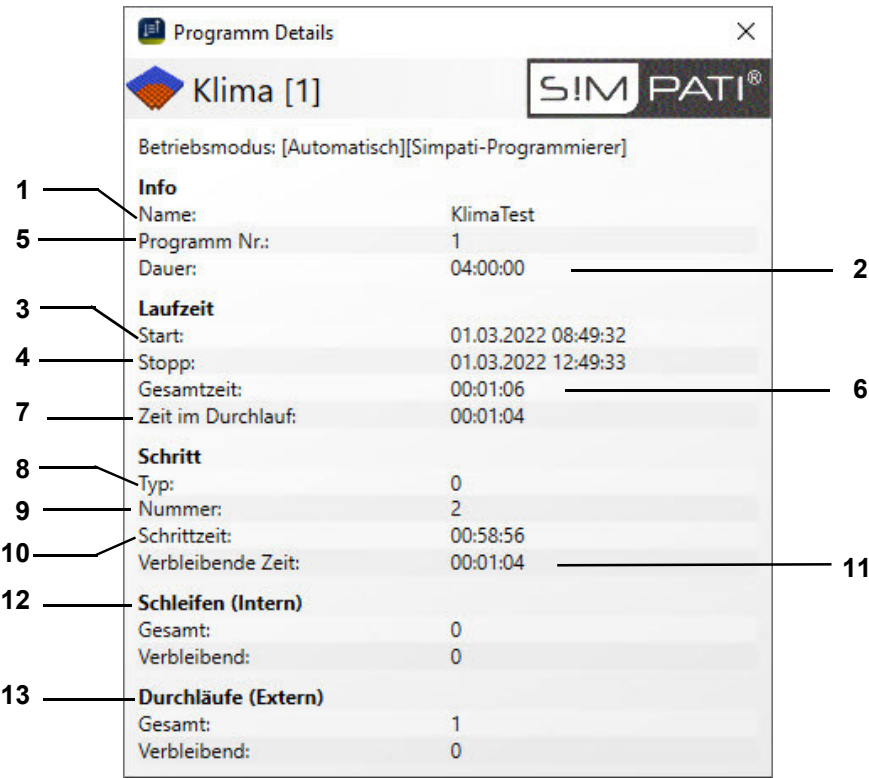 Programm Details
Klima [1]
S!MPATI®
Betriebsmodus: [Automatisch][Simpati-Programmierer]
Info
1
Name: KlimaTest
5
Programm Nr.: 1
Dauer: 04:00:00
2
Laufzeit
3
Start: 01.03.2022 08:49:32
4
Stopp: 01.03.2022 12:49:33
Gesamtzeit: 00:01:06
6
7
Zeit im Durchlauf: 00:01:04
Schritt
8
Typ: 0
9
Nummer: 2
10
Schrittzeit: 00:58:56
Verbleibende Zeit: 00:01:04
11
12
Schleifen (Intern)
Gesamt: 0
Verbleibend: 0
13
Durchläufe (Extern)
Gesamt: 1
Verbleibend: 0